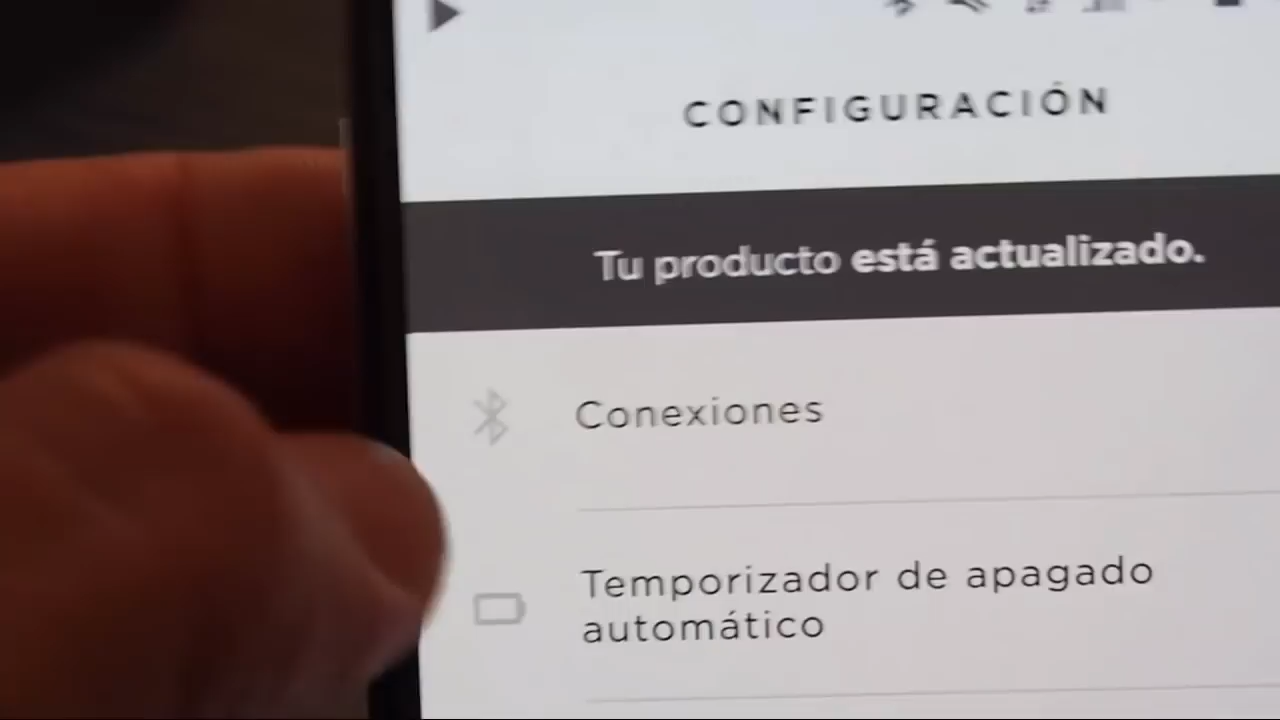 CONFIGURACIÓN
Tu producto está actualizado.
Conexiones
Temporizador de apagado
automático